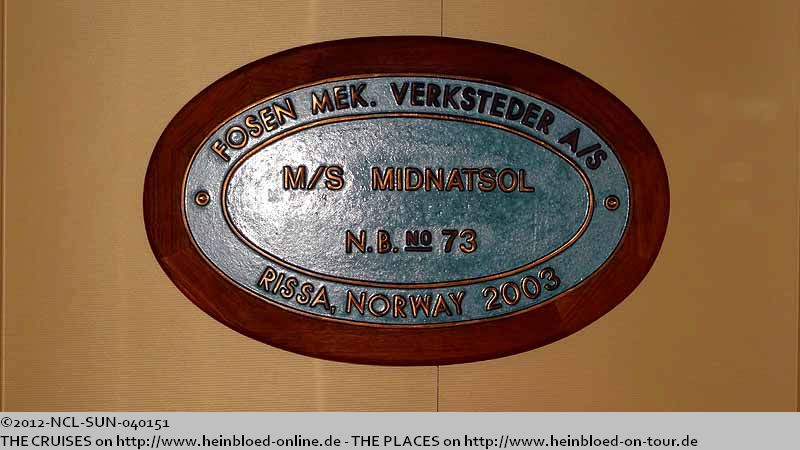 FOSEN MEK. VERKSTEDER A/S
M/S MIDNATSOL
N.B. NO 73
RISSA, NORWAY 2003
©2012-NCL-SUN-040151
THE CRUISES on http://www.heinbloed-online.de - THE PLACES on http://www.heinbloed-on-tour.de